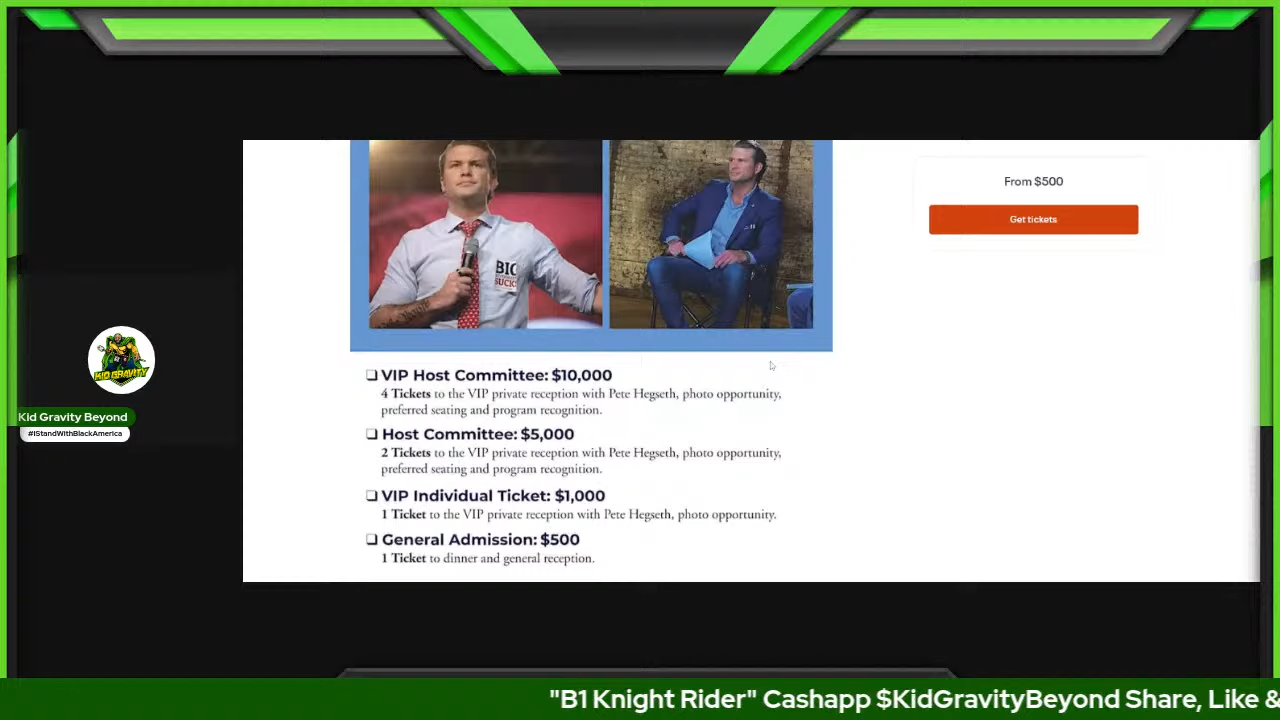 From $500
Get tickets
BIG
SUCK
KID GRAVITY
Kid Gravity Beyond
#IStandWithBlackAmerica
❏ VIP Host Committee: $10,000
4 Tickets to the VIP private reception with Pete Hegseth, photo opportunity,
preferred seating and program recognition.
❏ Host Committee: $5,000
2 Tickets to the VIP private reception with Pete Hegseth, photo opportunity,
preferred seating and program recognition.
❏ VIP Individual Ticket: $1,000
1 Ticket to the VIP private reception with Pete Hegseth, photo opportunity.
❏ General Admission: $500
1 Ticket to dinner and general reception.
"B1 Knight Rider" Cashapp $KidGravityBeyond Share, Like &